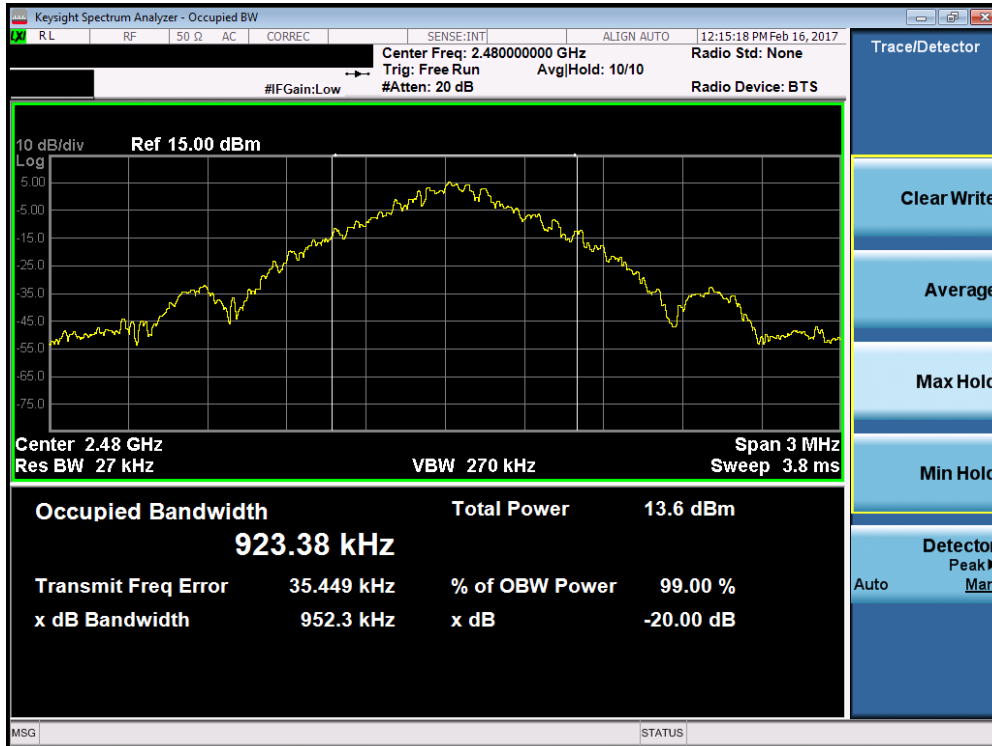 Keysight Spectrum Analyzer - Occupied BW
LXI RL RF 50 Ω AC CORREC SENSE:INT ALIGN AUTO 12:15:18 PM Feb 16, 2017
Center Freq: 2.480000000 GHz Radio Std: None
Trig: Free Run Avg|Hold: 10/10
#IFGain:Low #Atten: 20 dB Radio Device: BTS
10 dB/div Ref 15.00 dBm
Log
5.00
-5.00
-15.0
-25.0
-35.0
-45.0
-55.0
-65.0
-75.0
Center 2.48 GHz Span 3 MHz
Res BW 27 kHz VBW 270 kHz Sweep 3.8 ms
Occupied Bandwidth Total Power 13.6 dBm
923.38 kHz
Transmit Freq Error 35.449 kHz % of OBW Power 99.00 %
x dB Bandwidth 952.3 kHz x dB -20.00 dB
MSG STATUS
Trace/Detector
Clear Write
Average
Max Hold
Min Hold
Detector
Peak
Auto Man